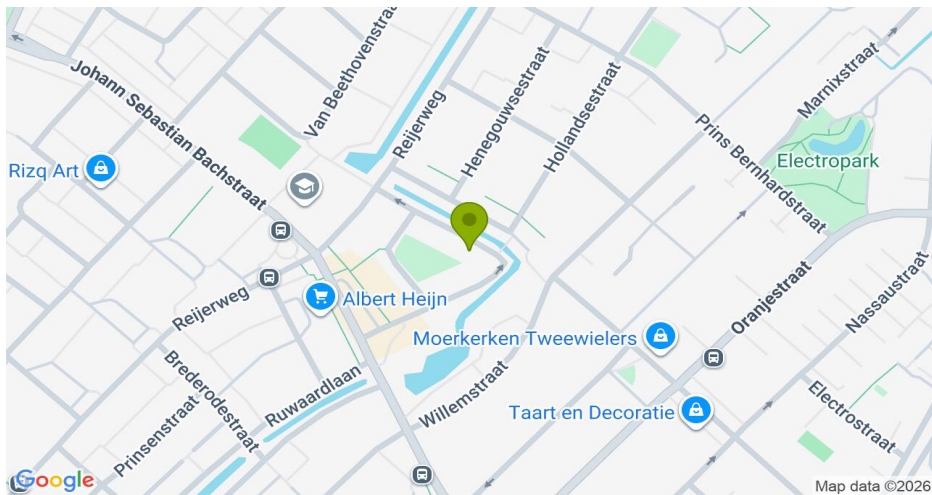 Van Beethovenstraat
Johann Sebastian Bachstraat
Reijerweg
Henegouwsestraat
Hollandsestraat
Marnixstraat
Prins Bernhardstraat
Electropark
Rizq Art
Albert Heijn
Reijerweg
Moerkerken Tweewielers
Oranjestraat
Nassaustraat
Brederodestraat
Ruwaardlaan
Willemstraat
Prinsenstraat
Taart en Decoratie
Electrostraat
Google
Map data ©2026